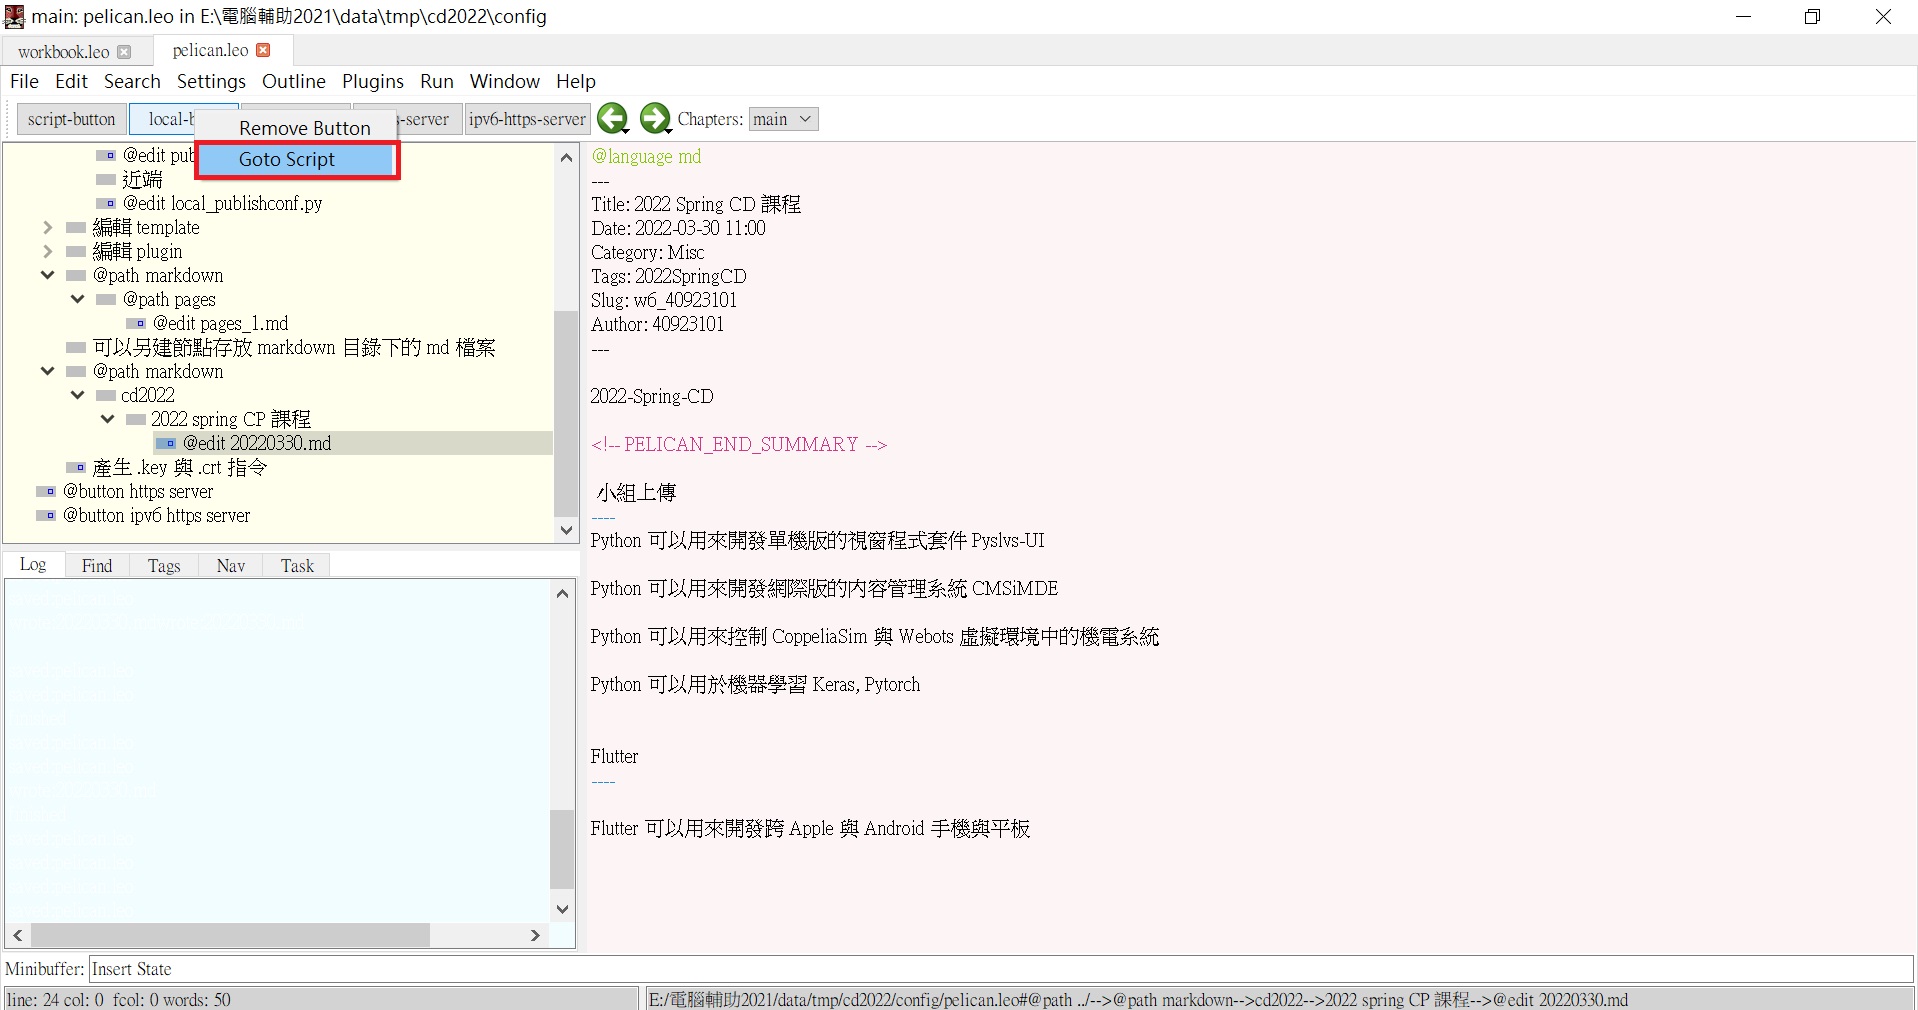 main: pelican.leo in E:\電腦輔助2021\data\tmp\cd2022\config
workbook.leo
pelican.leo
File Edit Search Settings Outline Plugins Run Window Help
script-button
local-b
s-server
ipv6-https-server
Chapters:
main
Remove Button
Goto Script
@edit pub
近端
@edit local_publishconf.py
編輯 template
編輯 plugin
@path markdown
@path pages
@edit pages_1.md
可以另建節點存放 markdown 目錄下的 md 檔案
@path markdown
cd2022
2022 spring CP 課程
@edit 20220330.md
產生 .key 與 .crt 指令
@button https server
@button ipv6 https server
Log Find Tags Nav Task
@language md
---
Title: 2022 Spring CD 課程
Date: 2022-03-30 11:00
Category: Misc
Tags: 2022SpringCD
Slug: w6_40923101
Author: 40923101
---
2022-Spring-CD
<!-- PELICAN_END_SUMMARY -->
小組上傳
----
Python 可以用來開發單機版的視窗程式套件 Pyslvs-UI
Python 可以用來開發網際版的內容管理系統 CMSiMDE
Python 可以用來控制 CoppeliaSim 與 Webots 虛擬環境中的機電系統
Python 可以用於機器學習 Keras, Pytorch
Flutter
----
Flutter 可以用來開發跨 Apple 與 Android 手機與平板
Minibuffer: Insert State
line: 24 col: 0 fcol: 0 words: 50
E:/電腦輔助2021/data/tmp/cd2022/config/pelican.leo#@path ../-->@path markdown-->cd2022-->2022 spring CP 課程-->@edit 20220330.md